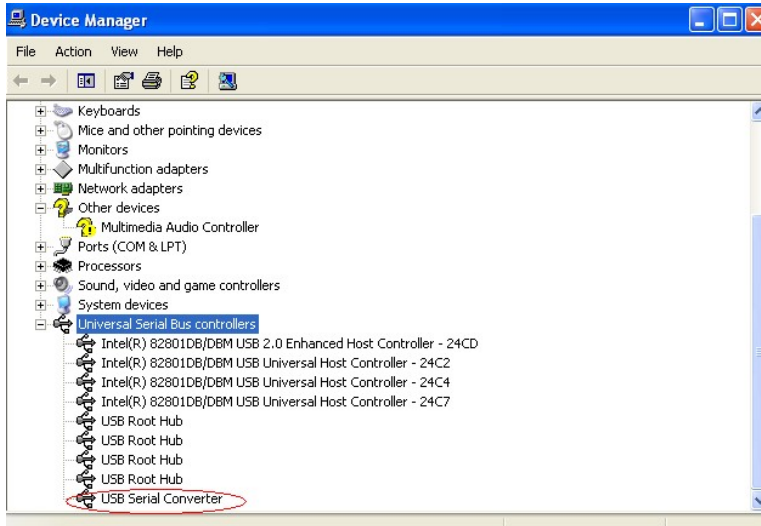 Device Manager
File Action View Help
Keyboards
Mice and other pointing devices
Monitors
Multifunction adapters
Network adapters
Other devices
Multimedia Audio Controller
Ports (COM & LPT)
Processors
Sound, video and game controllers
System devices
Universal Serial Bus controllers
Intel(R) 82801DB/DBM USB 2.0 Enhanced Host Controller - 24CD
Intel(R) 82801DB/DBM USB Universal Host Controller - 24C2
Intel(R) 82801DB/DBM USB Universal Host Controller - 24C4
Intel(R) 82801DB/DBM USB Universal Host Controller - 24C7
USB Root Hub
USB Root Hub
USB Root Hub
USB Root Hub
USB Serial Converter